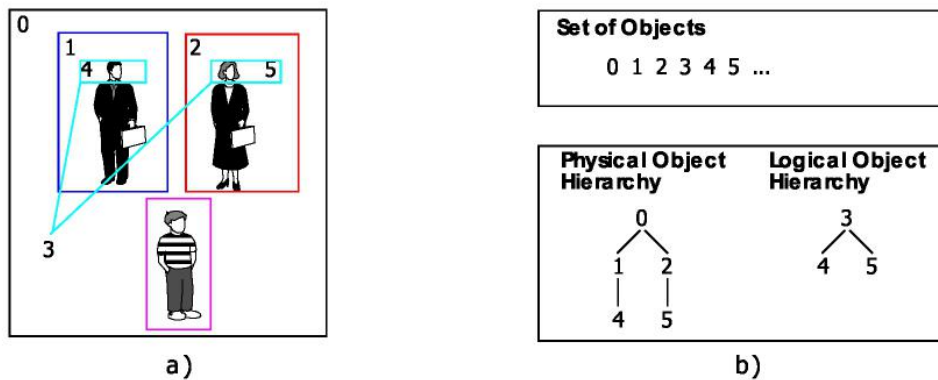 0
1
2
4
5
3
a)
Set of Objects
0 1 2 3 4 5 ...
Physical Object
Hierarchy
0
1 2
4 5
Logical Object
Hierarchy
3
4 5
b)